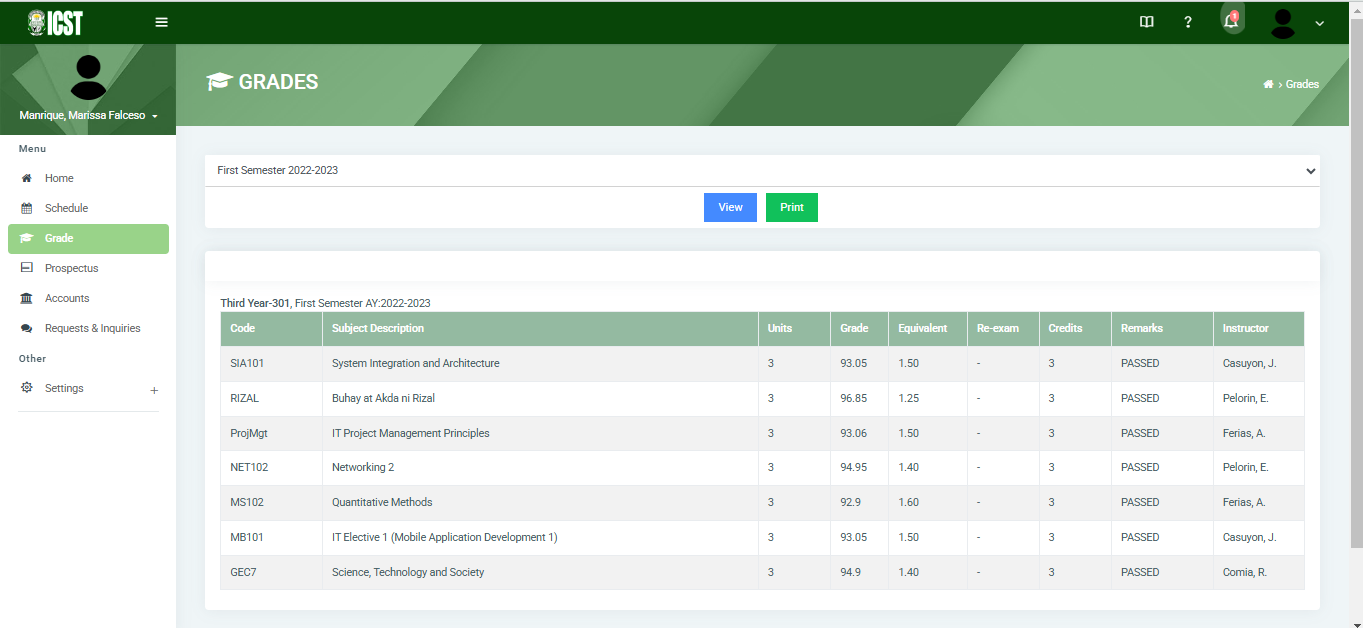 ICST
?
1
GRADES
> Grades
Manrique, Marissa Falceso
Menu
Home
Schedule
Grade
Prospectus
Accounts
Requests & Inquiries
Other
Settings +
First Semester 2022-2023
View Print
Third Year-301, First Semester AY:2022-2023
Code Subject Description Units Grade Equivalent Re-exam Credits Remarks Instructor
SIA101 System Integration and Architecture 3 93.05 1.50 - 3 PASSED Casuyon, J.
RIZAL Buhay at Akda ni Rizal 3 96.85 1.25 - 3 PASSED Pelorin, E.
ProjMgt IT Project Management Principles 3 93.06 1.50 - 3 PASSED Ferias, A.
NET102 Networking 2 3 94.95 1.40 - 3 PASSED Pelorin, E.
MS102 Quantitative Methods 3 92.9 1.60 - 3 PASSED Ferias, A.
MB101 IT Elective 1 (Mobile Application Development 1) 3 93.05 1.50 - 3 PASSED Casuyon, J.
GEC7 Science, Technology and Society 3 94.9 1.40 - 3 PASSED Comia, R.